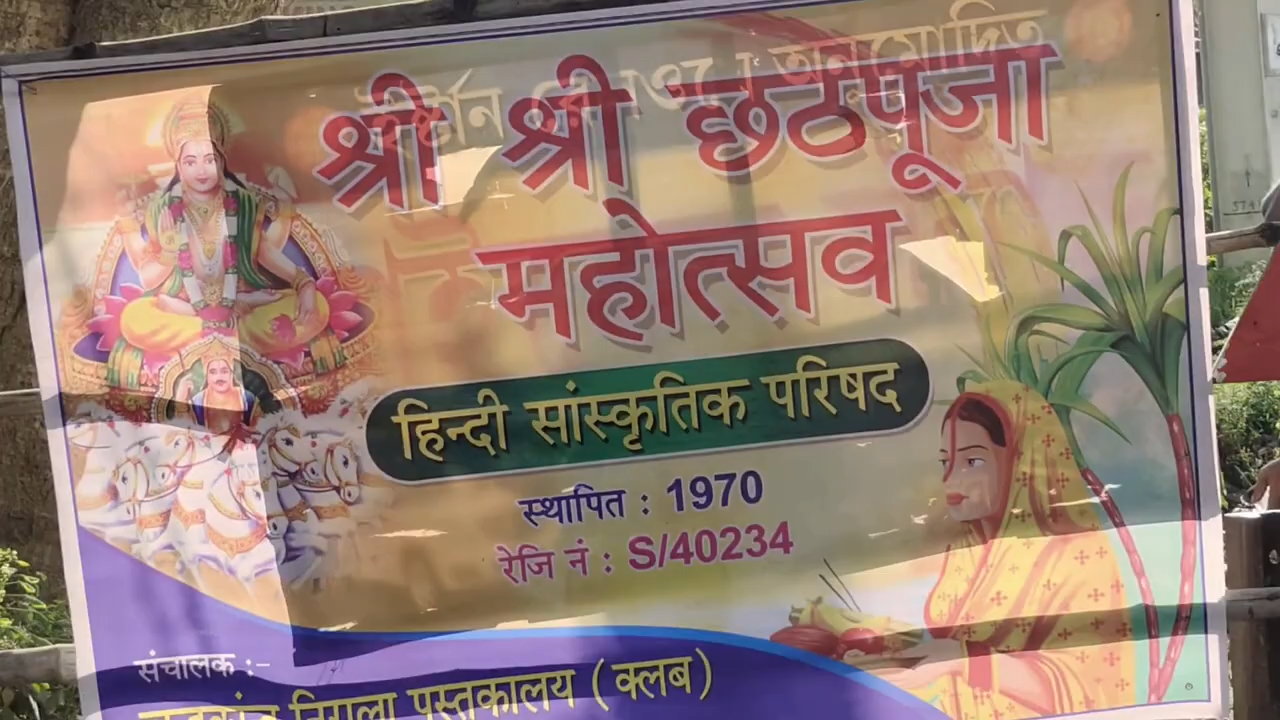 श्री श्री छठपूजा
महोत्सव
हिन्दी सांस्कृतिक परिषद
स्थापित : 1970
रेजि नं : S/40234
संचालक :–
निराला पुस्तकालय ( क्लब )